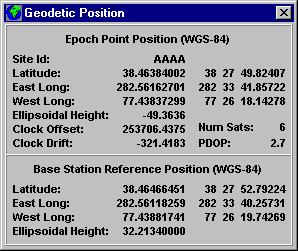 Geodetic Position
Epoch Point Position (WGS-84)
Site Id: AAAA
Latitude: 38.46384002 38 27 49.82407
East Long: 282.56162701 282 33 41.85722
West Long: 77.43837299 77 26 18.14278
Ellipsoidal Height: -49.3636
Clock Offset: 253706.4375 Num Sats: 6
Clock Drift: -321.4183 PDOP: 2.7
Base Station Reference Position (WGS-84)
Latitude: 38.46466451 38 27 52.79224
East Long: 282.56118259 282 33 40.25731
West Long: 77.43881741 77 26 19.74269
Ellipsoidal Height: 32.21340000